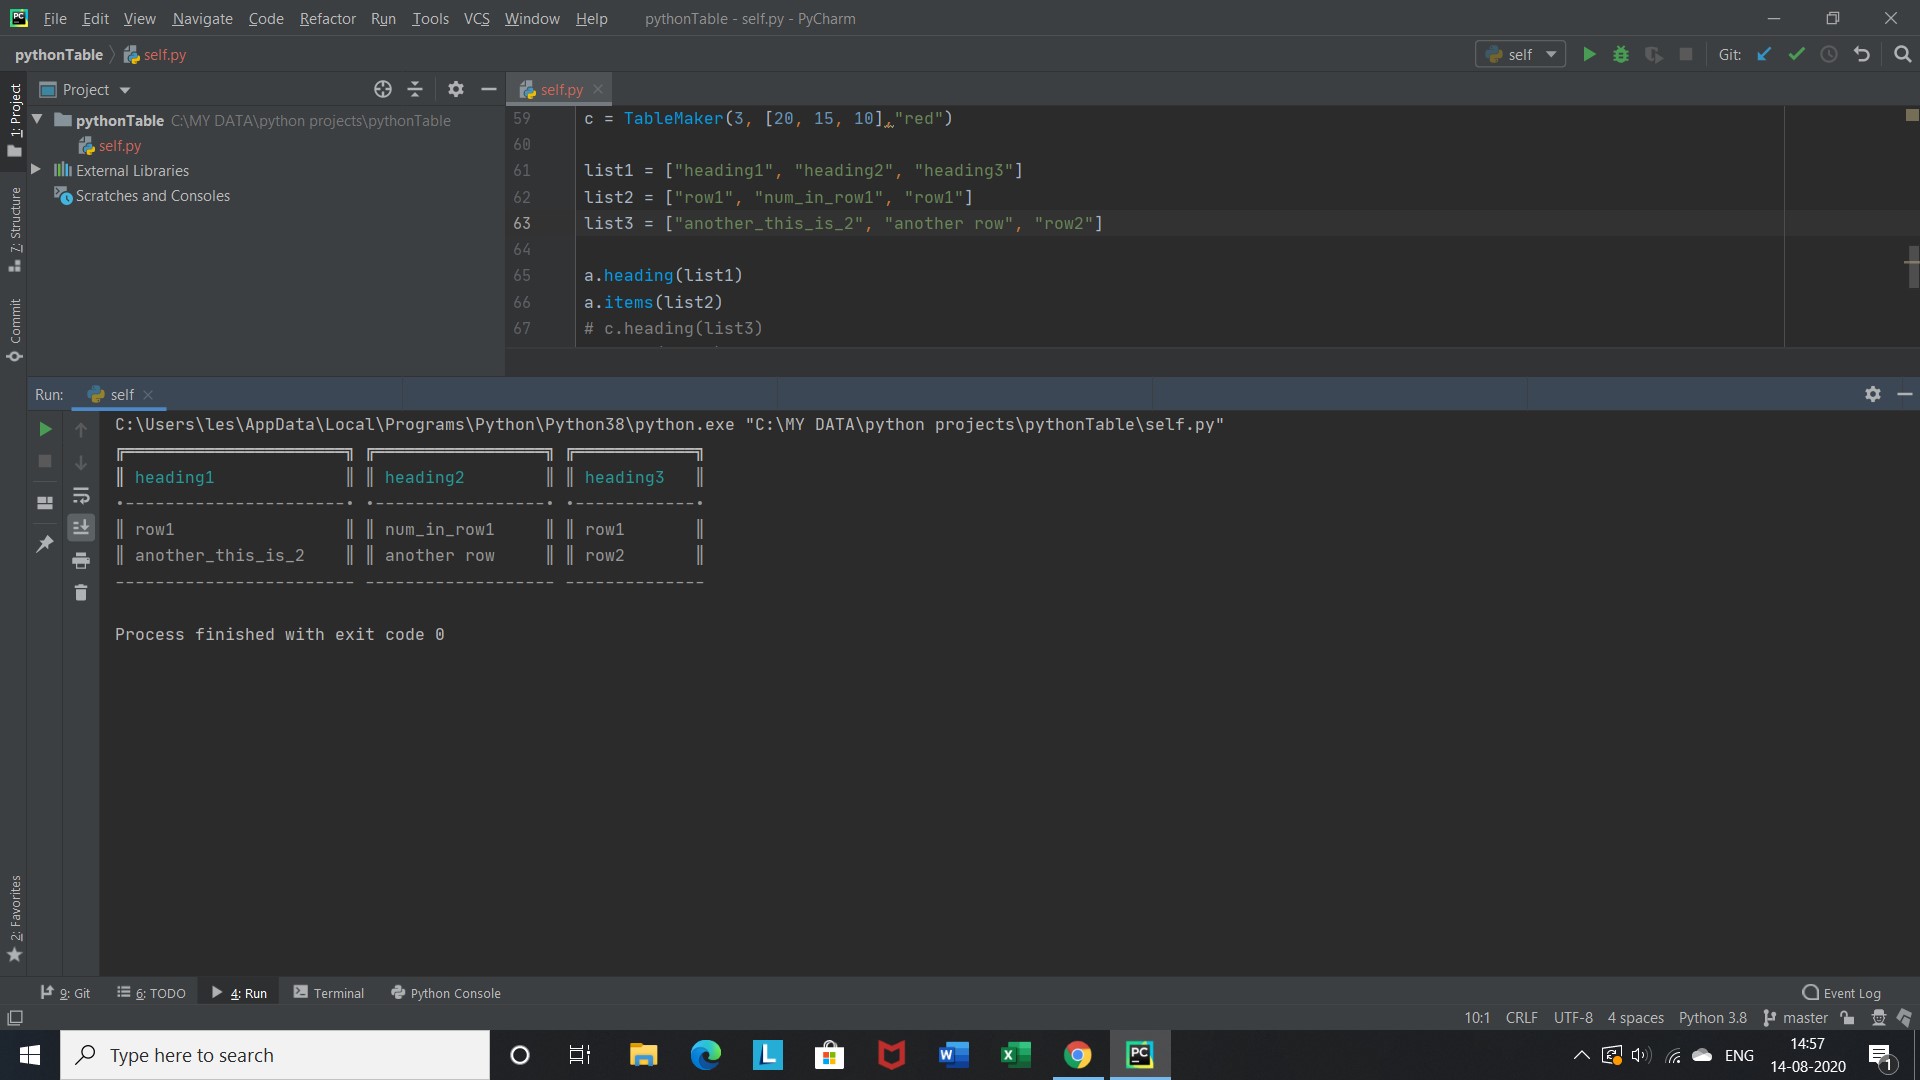 File Edit View Navigate Code Refactor Run Tools VCS Window Help pythonTable - self.py - PyCharm
pythonTable self.py self Git:
1: Project
7: Structure
Commit
2: Favorites
Project
pythonTable C:\MY DATA\python projects\pythonTable
self.py
External Libraries
Scratches and Consoles
self.py
59 c = TableMaker(3, [20, 15, 10],"red")
60
61 list1 = ["heading1", "heading2", "heading3"]
62 list2 = ["row1", "num_in_row1", "row1"]
63 list3 = ["another_this_is_2", "another row", "row2"]
64
65 a.heading(list1)
66 a.items(list2)
67 # c.heading(list3)
Run: self
C:\Users\les\AppData\Local\Programs\Python\Python38\python.exe "C:\MY DATA\python projects\pythonTable\self.py"
heading1 heading2 heading3
row1 num_in_row1 row1
another_this_is_2 another row row2
Process finished with exit code 0
9: Git 6: TODO 4: Run Terminal Python Console Event Log
10:1 CRLF UTF-8 4 spaces Python 3.8 master
Type here to search
ENG
14:57
14-08-2020
1